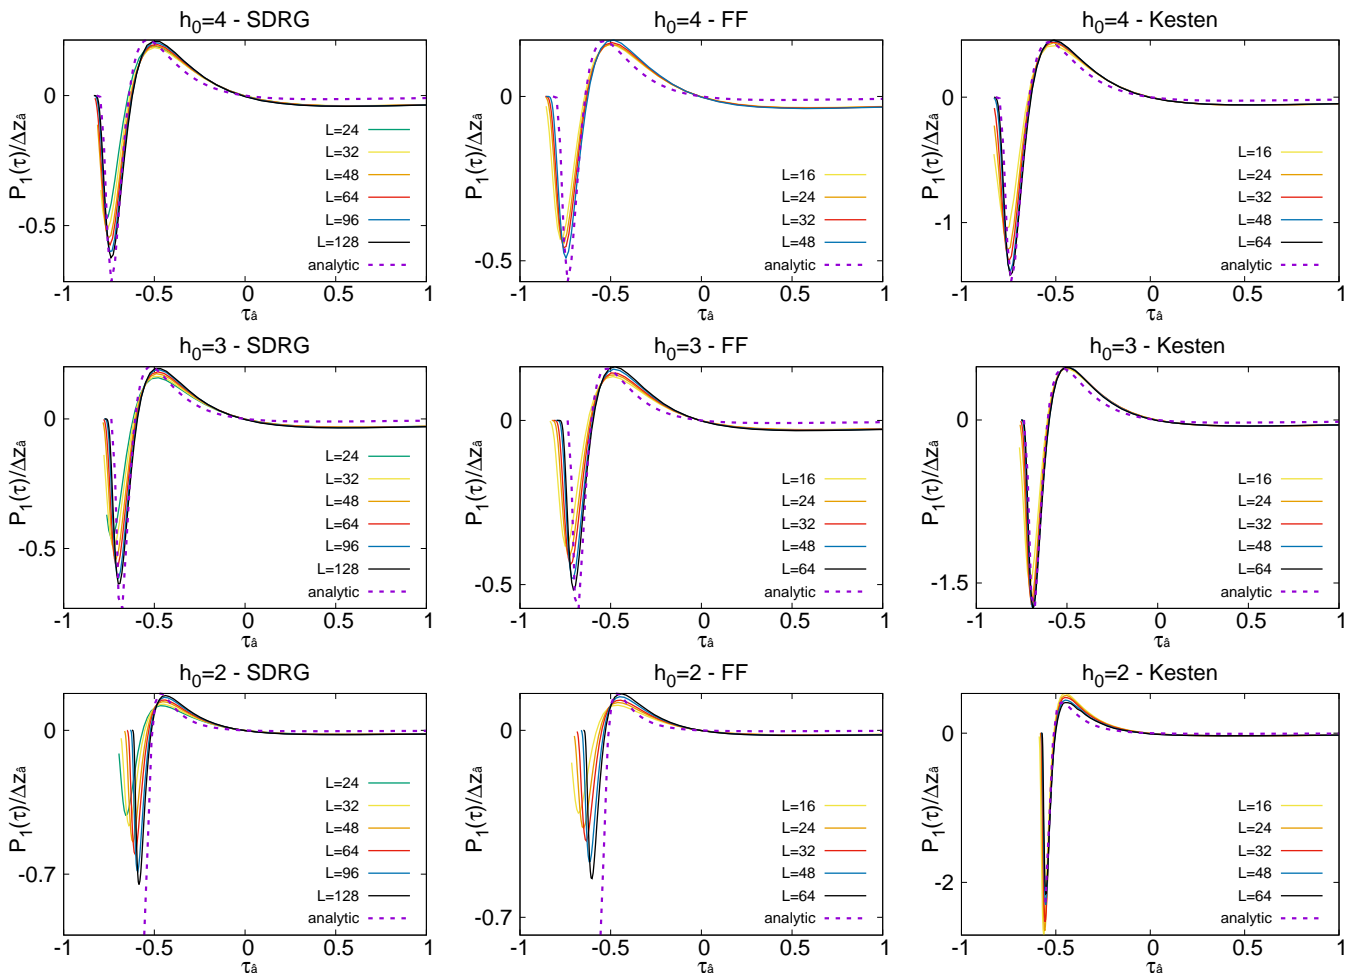 h0=4 - SDRG
P1(τ)/Δzâ
0
-0.5
L=24
L=32
L=48
L=64
L=96
L=128
analytic
-1 -0.5 0 0.5 1
τâ
h0=4 - FF
P1(τ)/Δzâ
0
-0.5
L=16
L=24
L=32
L=48
analytic
-1 -0.5 0 0.5 1
τâ
h0=4 - Kesten
P1(τ)/Δzâ
0
-1
L=16
L=24
L=32
L=48
L=64
analytic
-1 -0.5 0 0.5 1
τâ
h0=3 - SDRG
P1(τ)/Δzâ
0
-0.5
L=24
L=32
L=48
L=64
L=96
L=128
analytic
-1 -0.5 0 0.5 1
τâ
h0=3 - FF
P1(τ)/Δzâ
0
-0.5
L=16
L=24
L=32
L=48
L=64
analytic
-1 -0.5 0 0.5 1
τâ
h0=3 - Kesten
P1(τ)/Δzâ
0
-1.5
L=16
L=24
L=32
L=48
L=64
analytic
-1 -0.5 0 0.5 1
τâ
h0=2 - SDRG
P1(τ)/Δzâ
0
-0.7
L=24
L=32
L=48
L=64
L=96
L=128
analytic
-1 -0.5 0 0.5 1
τâ
h0=2 - FF
P1(τ)/Δzâ
0
-0.7
L=16
L=24
L=32
L=48
L=64
analytic
-1 -0.5 0 0.5 1
τâ
h0=2 - Kesten
P1(τ)/Δzâ
0
-2
L=16
L=24
L=32
L=48
L=64
analytic
-1 -0.5 0 0.5 1
τâ